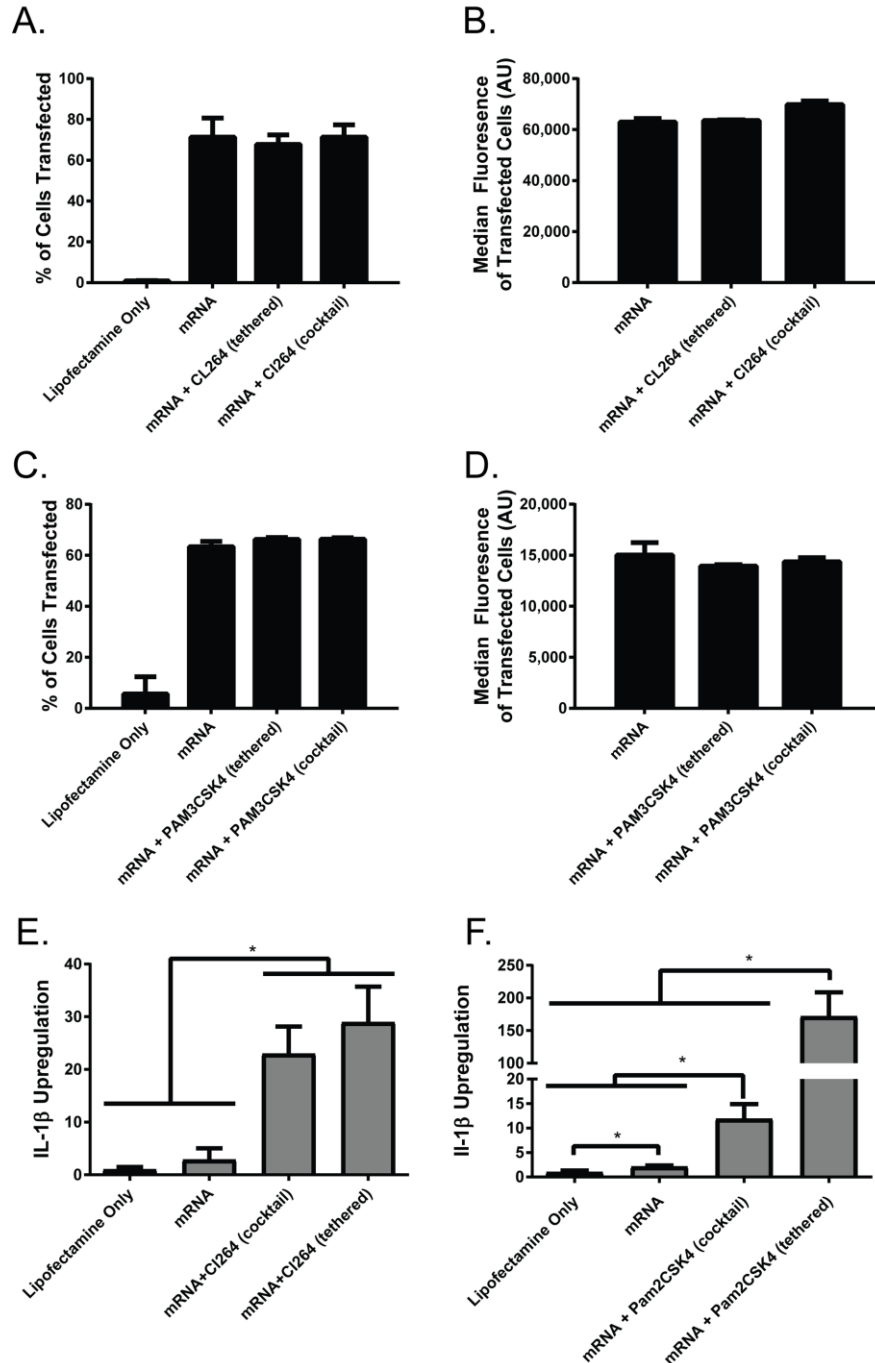 A.
% of Cells Transfected
100
80
60
40
20
0
Lipofectamine Only
mRNA
mRNA + CL264 (tethered)
mRNA + Cl264 (cocktail)
B.
Median Fluoresence
of Transfected Cells (AU)
80,000
60,000
40,000
20,000
0
mRNA
mRNA + CL264 (tethered)
mRNA + Cl264 (cocktail)
C.
% of Cells Transfected
80
60
40
20
0
Lipofectamine Only
mRNA
mRNA + PAM3CSK4 (tethered)
mRNA + PAM3CSK4 (cocktail)
D.
Median Fluoresence
of Transfected Cells (AU)
20,000
15,000
10,000
5,000
0
mRNA
mRNA + PAM3CSK4 (tethered)
mRNA + PAM3CSK4 (cocktail)
E.
IL-1β Upregulation
40
30
20
10
0
*
Lipofectamine Only
mRNA
mRNA+Cl264 (cocktail)
mRNA+Cl264 (tethered)
F.
Il-1β Upregulation
250
200
150
100
20
15
10
5
0
*
*
*
Lipofectamine Only
mRNA
mRNA + Pam2CSK4 (cocktail)
mRNA + Pam2CSK4 (tethered)